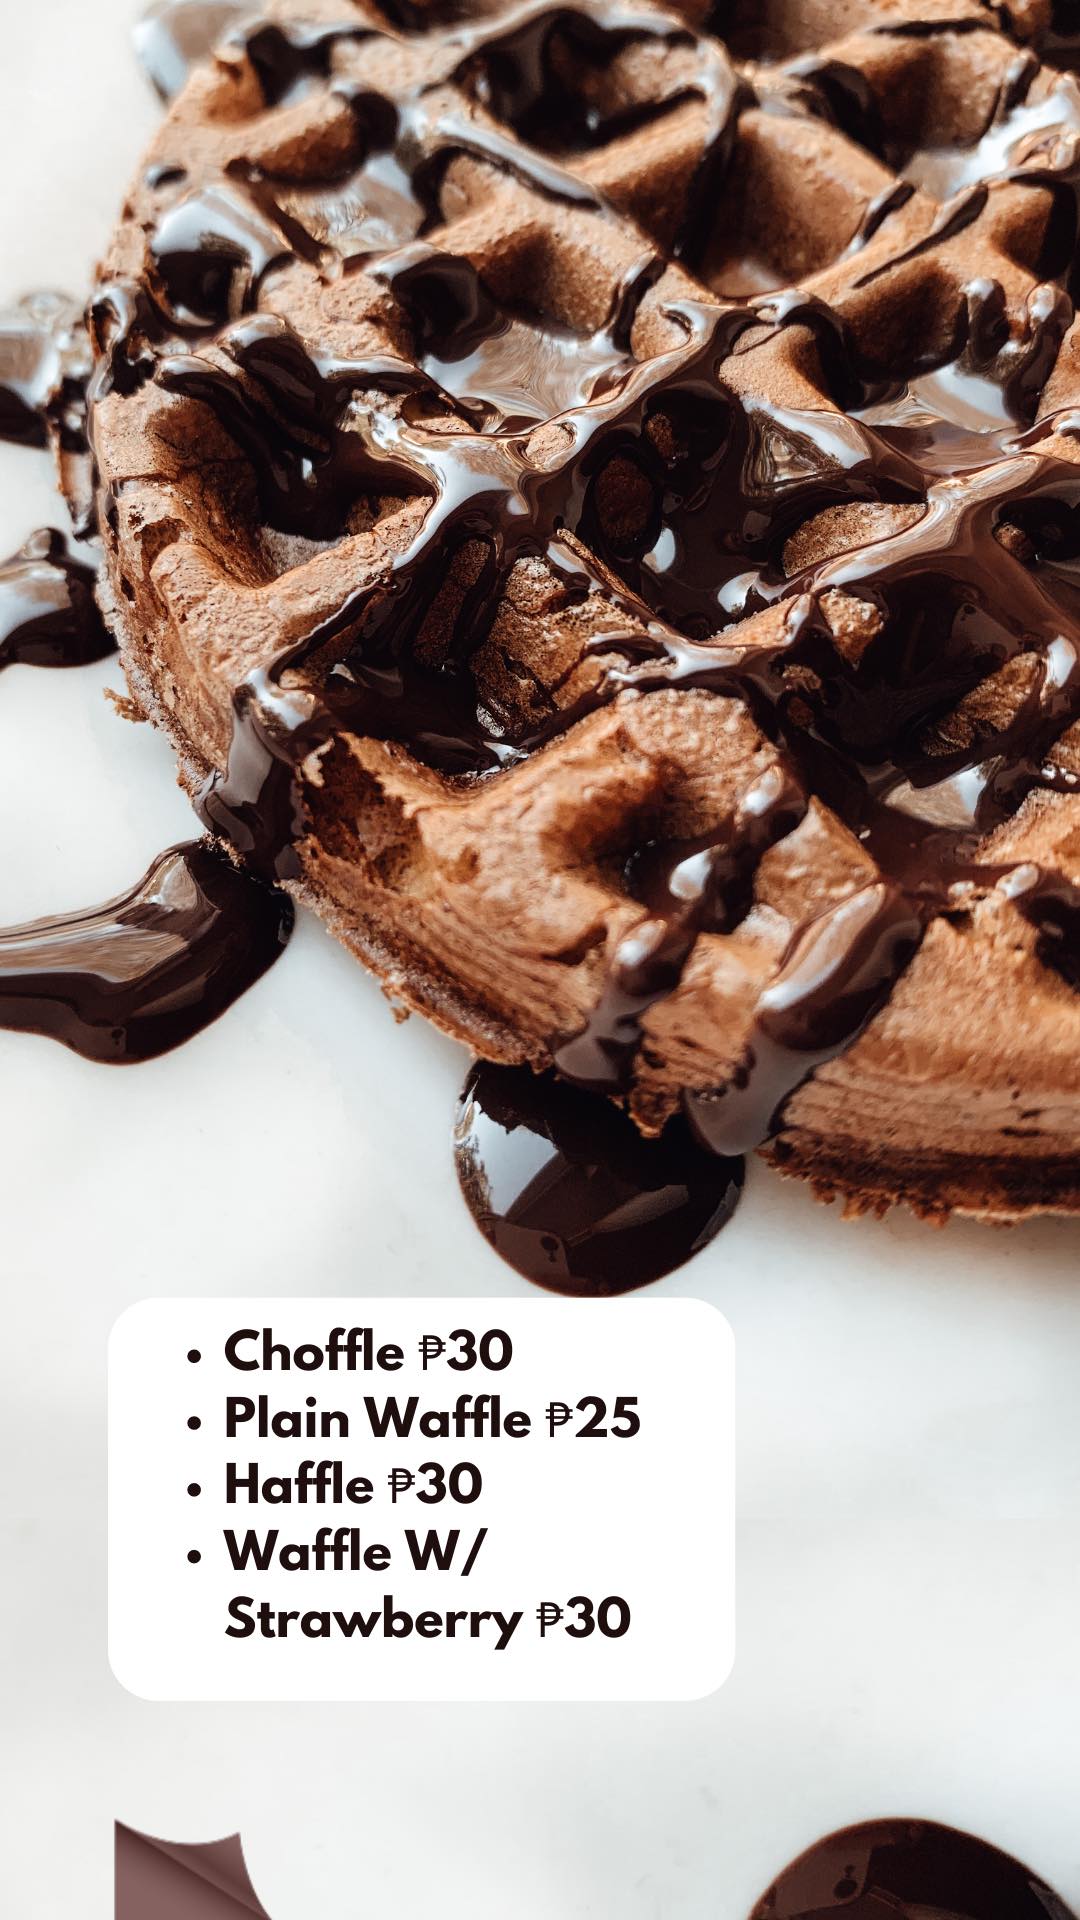 • Choffle ₱30
• Plain Waffle ₱25
• Haffle ₱30
• Waffle W/
Strawberry ₱30